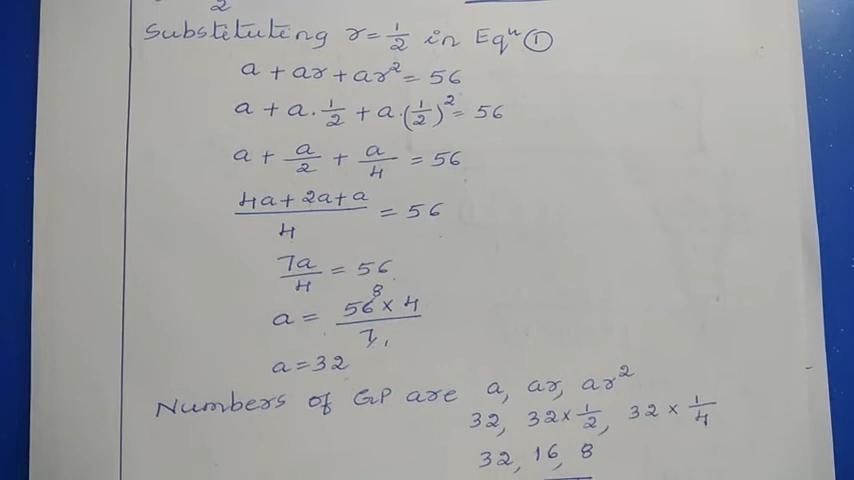 2
Substituting r = 1/2 in Eqⁿ ①
a + ar + ar² = 56
a + a · 1/2 + a · (1/2)² = 56
a + a/2 + a/4 = 56
(4a + 2a + a)/4 = 56
7a/4 = 56
a = (56 × 4)/7 8
a = 32
Numbers of GP are a, ar, ar²
32, 32 × 1/2, 32 × 1/4
32, 16, 8